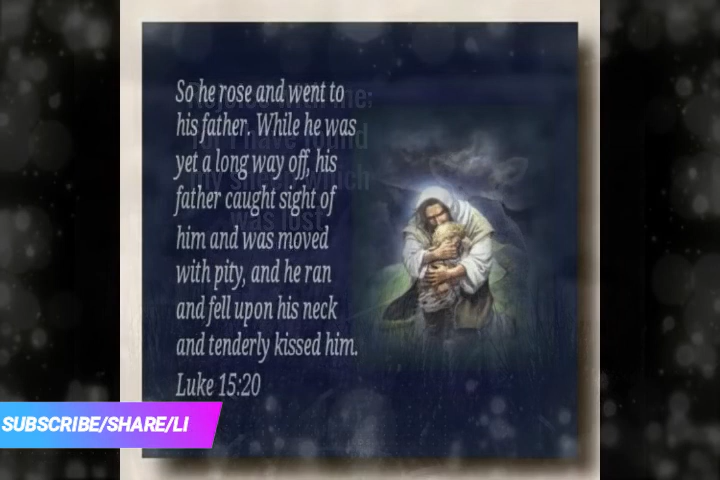 So he rose and went to
his father. While he was
yet a long way off, his
father caught sight of
him and was moved
with pity, and he ran
and fell upon his neck
and tenderly kissed him.
Luke 15:20
SUBSCRIBE/SHARE/LI